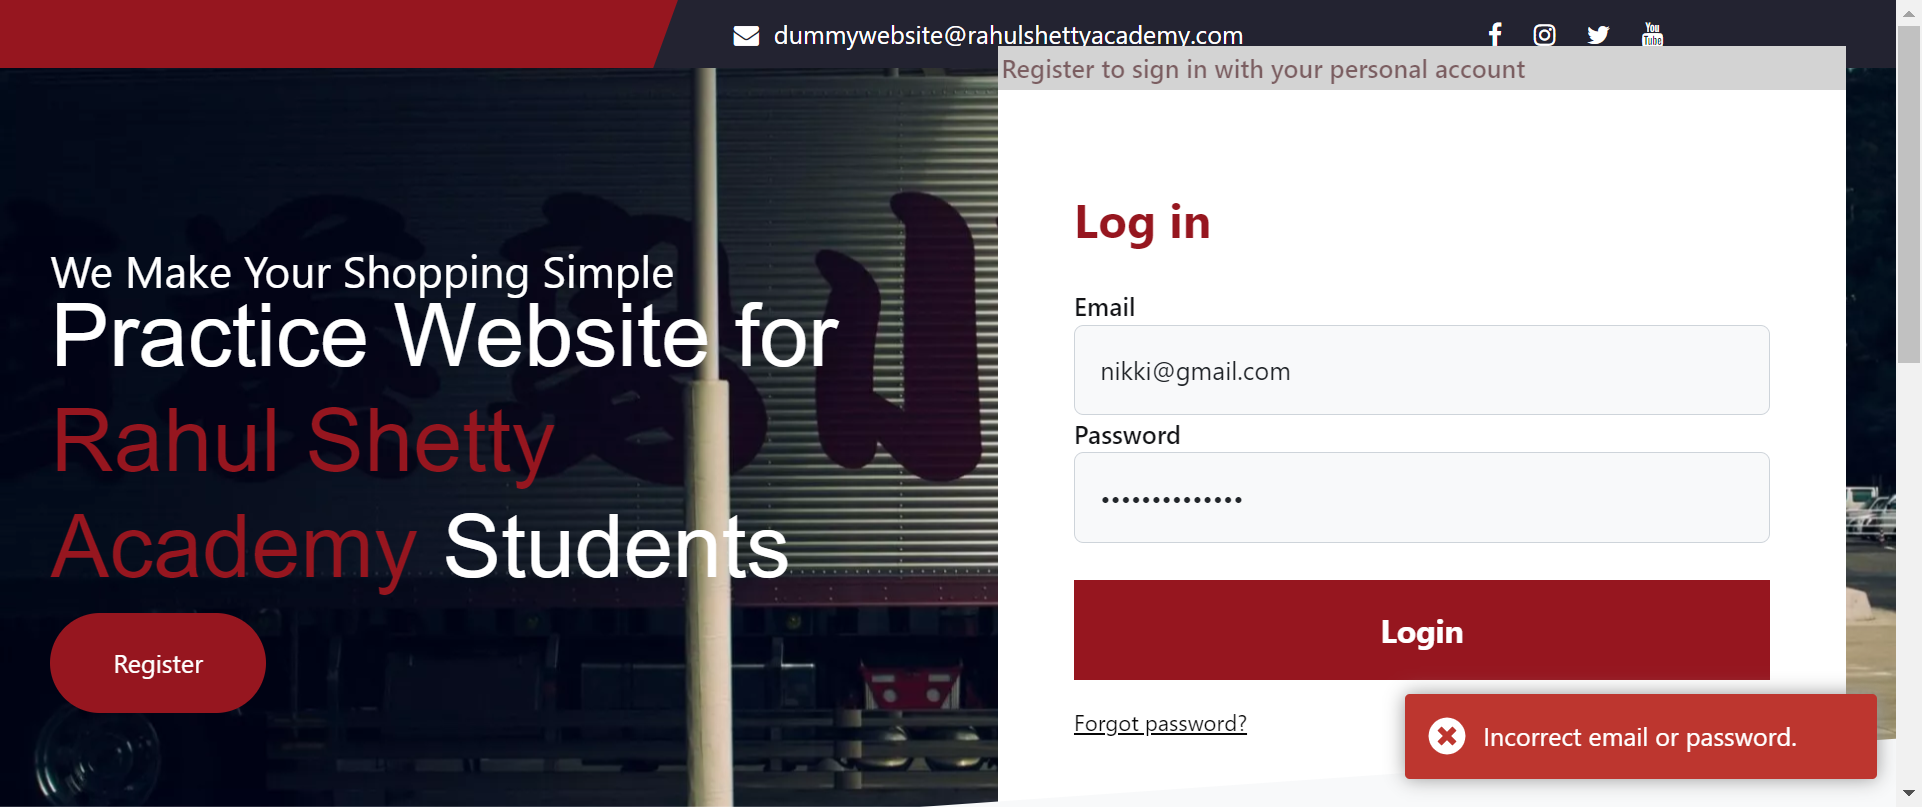 dummywebsite@rahulshettyacademy.com
You
Tube
Register to sign in with your personal account
We Make Your Shopping Simple
Practice Website for
Rahul Shetty
Academy Students
Register
Log in
Email
nikki@gmail.com
Password
••••••••••••••
Login
Forgot password?
Incorrect email or password.